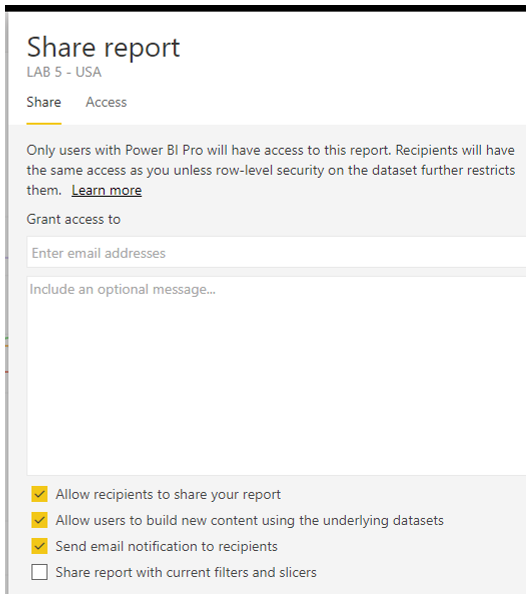 Share report
LAB 5 - USA
Share Access
Only users with Power BI Pro will have access to this report. Recipients will have
the same access as you unless row-level security on the dataset further restricts
them. Learn more
Grant access to
Enter email addresses
Include an optional message...
Allow recipients to share your report
Allow users to build new content using the underlying datasets
Send email notification to recipients
Share report with current filters and slicers